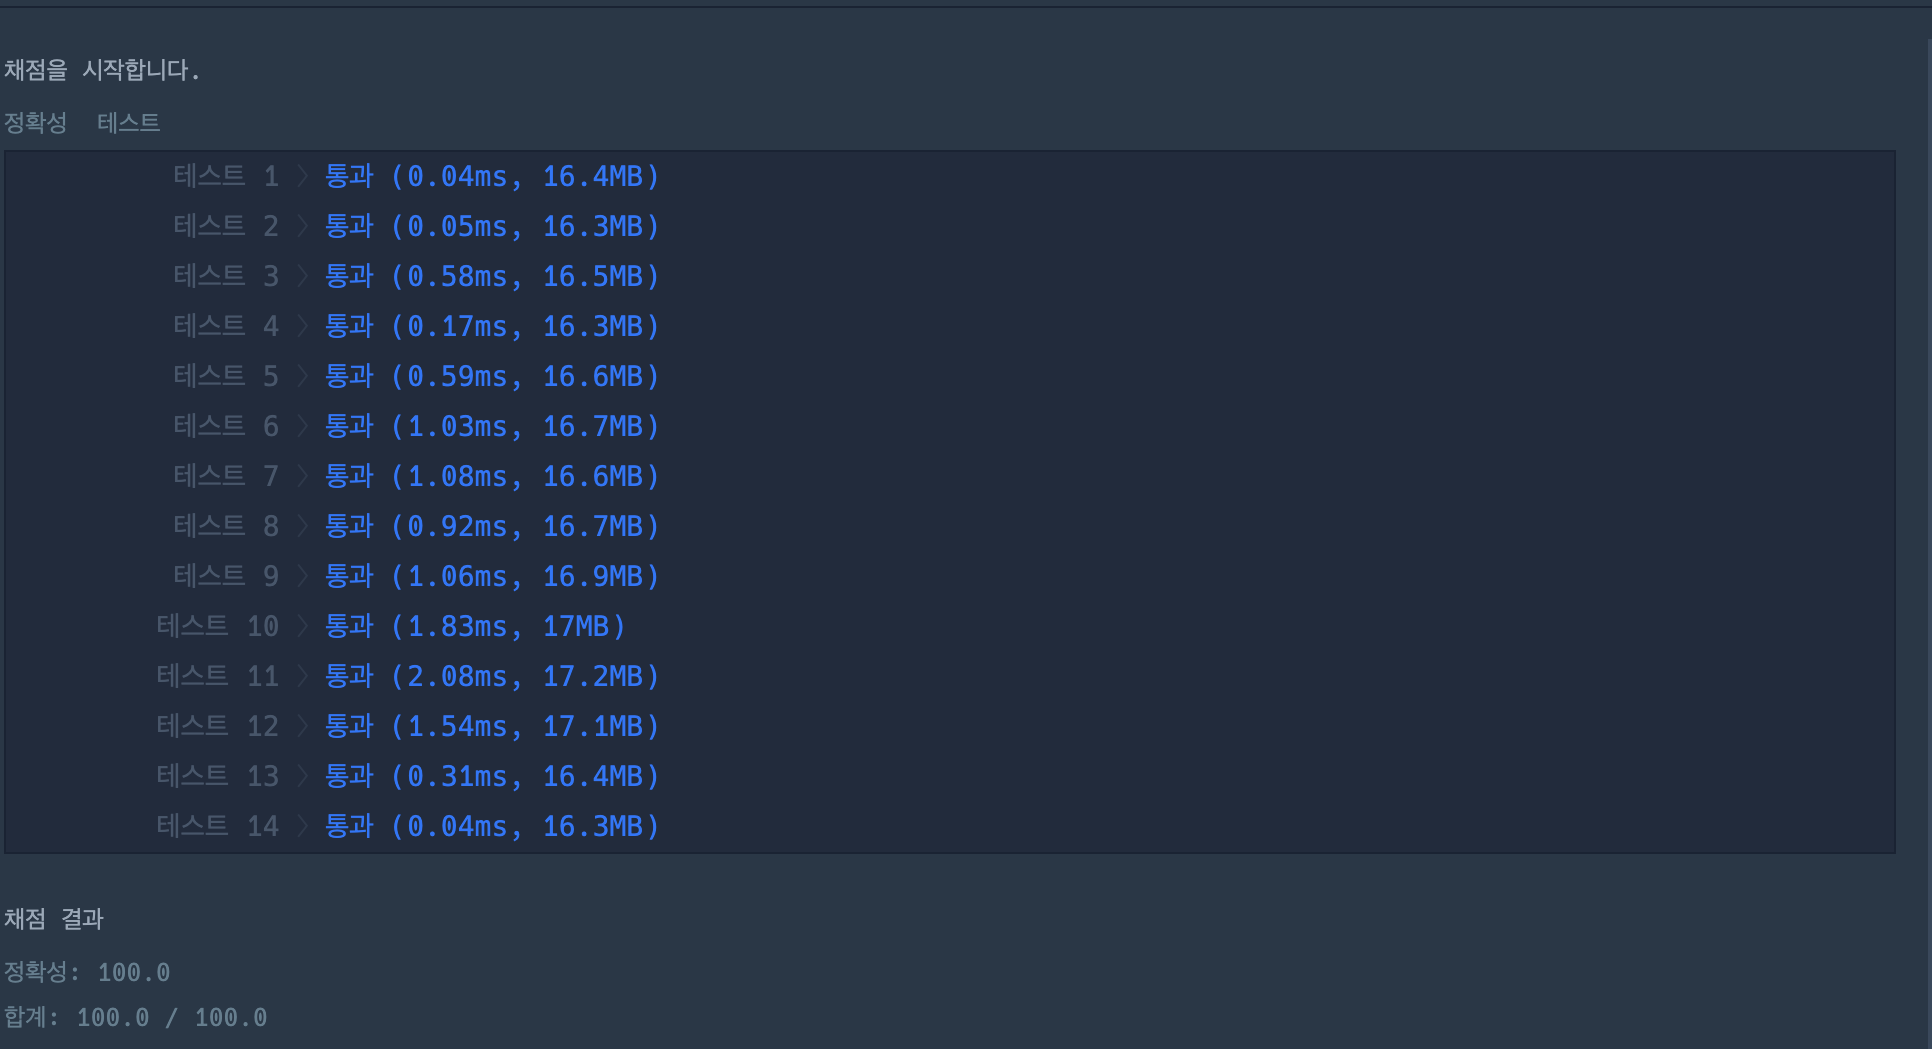 채점을 시작합니다.
정확성 테스트
테스트 1 〉 통과 (0.04ms, 16.4MB)
테스트 2 〉 통과 (0.05ms, 16.3MB)
테스트 3 〉 통과 (0.58ms, 16.5MB)
테스트 4 〉 통과 (0.17ms, 16.3MB)
테스트 5 〉 통과 (0.59ms, 16.6MB)
테스트 6 〉 통과 (1.03ms, 16.7MB)
테스트 7 〉 통과 (1.08ms, 16.6MB)
테스트 8 〉 통과 (0.92ms, 16.7MB)
테스트 9 〉 통과 (1.06ms, 16.9MB)
테스트 10 〉 통과 (1.83ms, 17MB)
테스트 11 〉 통과 (2.08ms, 17.2MB)
테스트 12 〉 통과 (1.54ms, 17.1MB)
테스트 13 〉 통과 (0.31ms, 16.4MB)
테스트 14 〉 통과 (0.04ms, 16.3MB)
채점 결과
정확성: 100.0
합계: 100.0 / 100.0